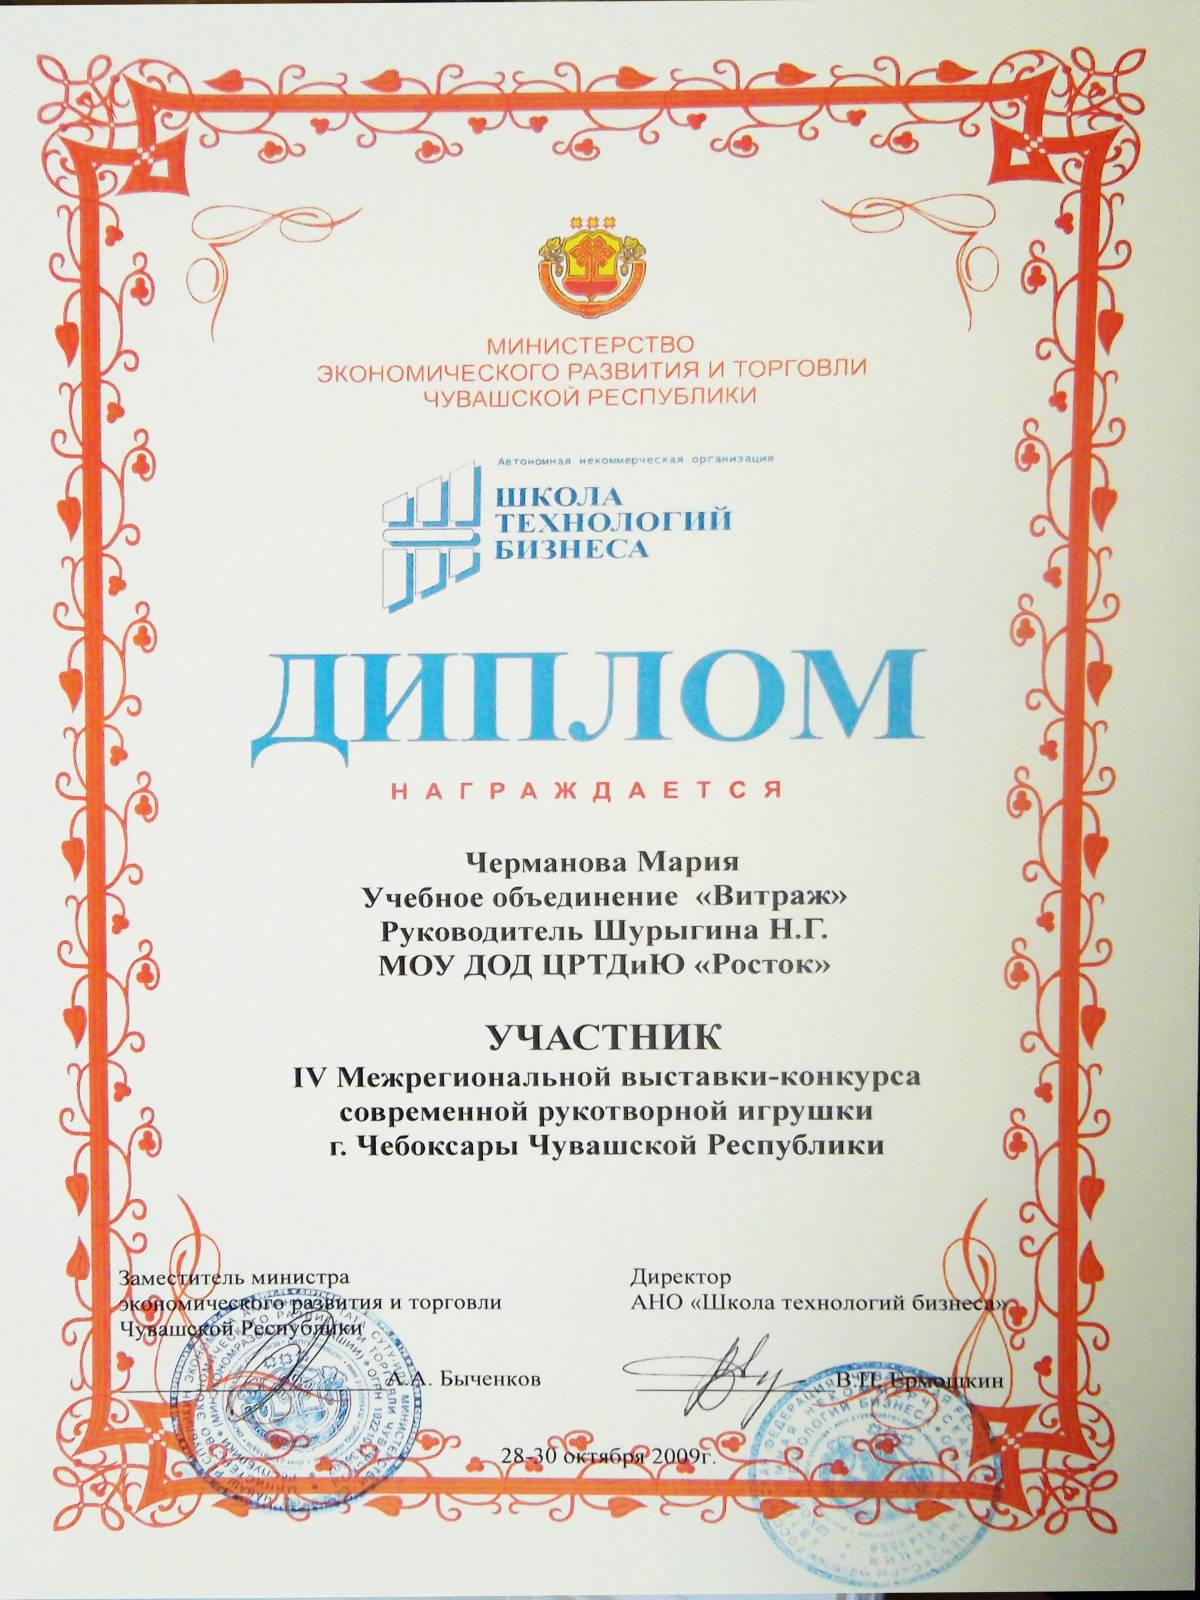 МИНИСТЕРСТВО
ЭКОНОМИЧЕСКОГО РАЗВИТИЯ И ТОРГОВЛИ
ЧУВАШСКОЙ РЕСПУБЛИКИ
Автономная некоммерческая организация
ШКОЛА
ТЕХНОЛОГИЙ
БИЗНЕСА
ДИПЛОМ
НАГРАЖДАЕТСЯ
Черманова Мария
Учебное объединение «Витраж»
Руководитель Шурыгина Н.Г.
МОУ ДОД ЦРТДиЮ «Росток»
УЧАСТНИК
IV Межрегиональной выставки-конкурса
современной рукотворной игрушки
г. Чебоксары Чувашской Республики
Заместитель министра
экономического развития и торговли
Чувашской Республики
А.А. Быченков
Директор
АНО «Школа технологий бизнеса»
В.П. Ермошкин
28-30 октября 2009г.